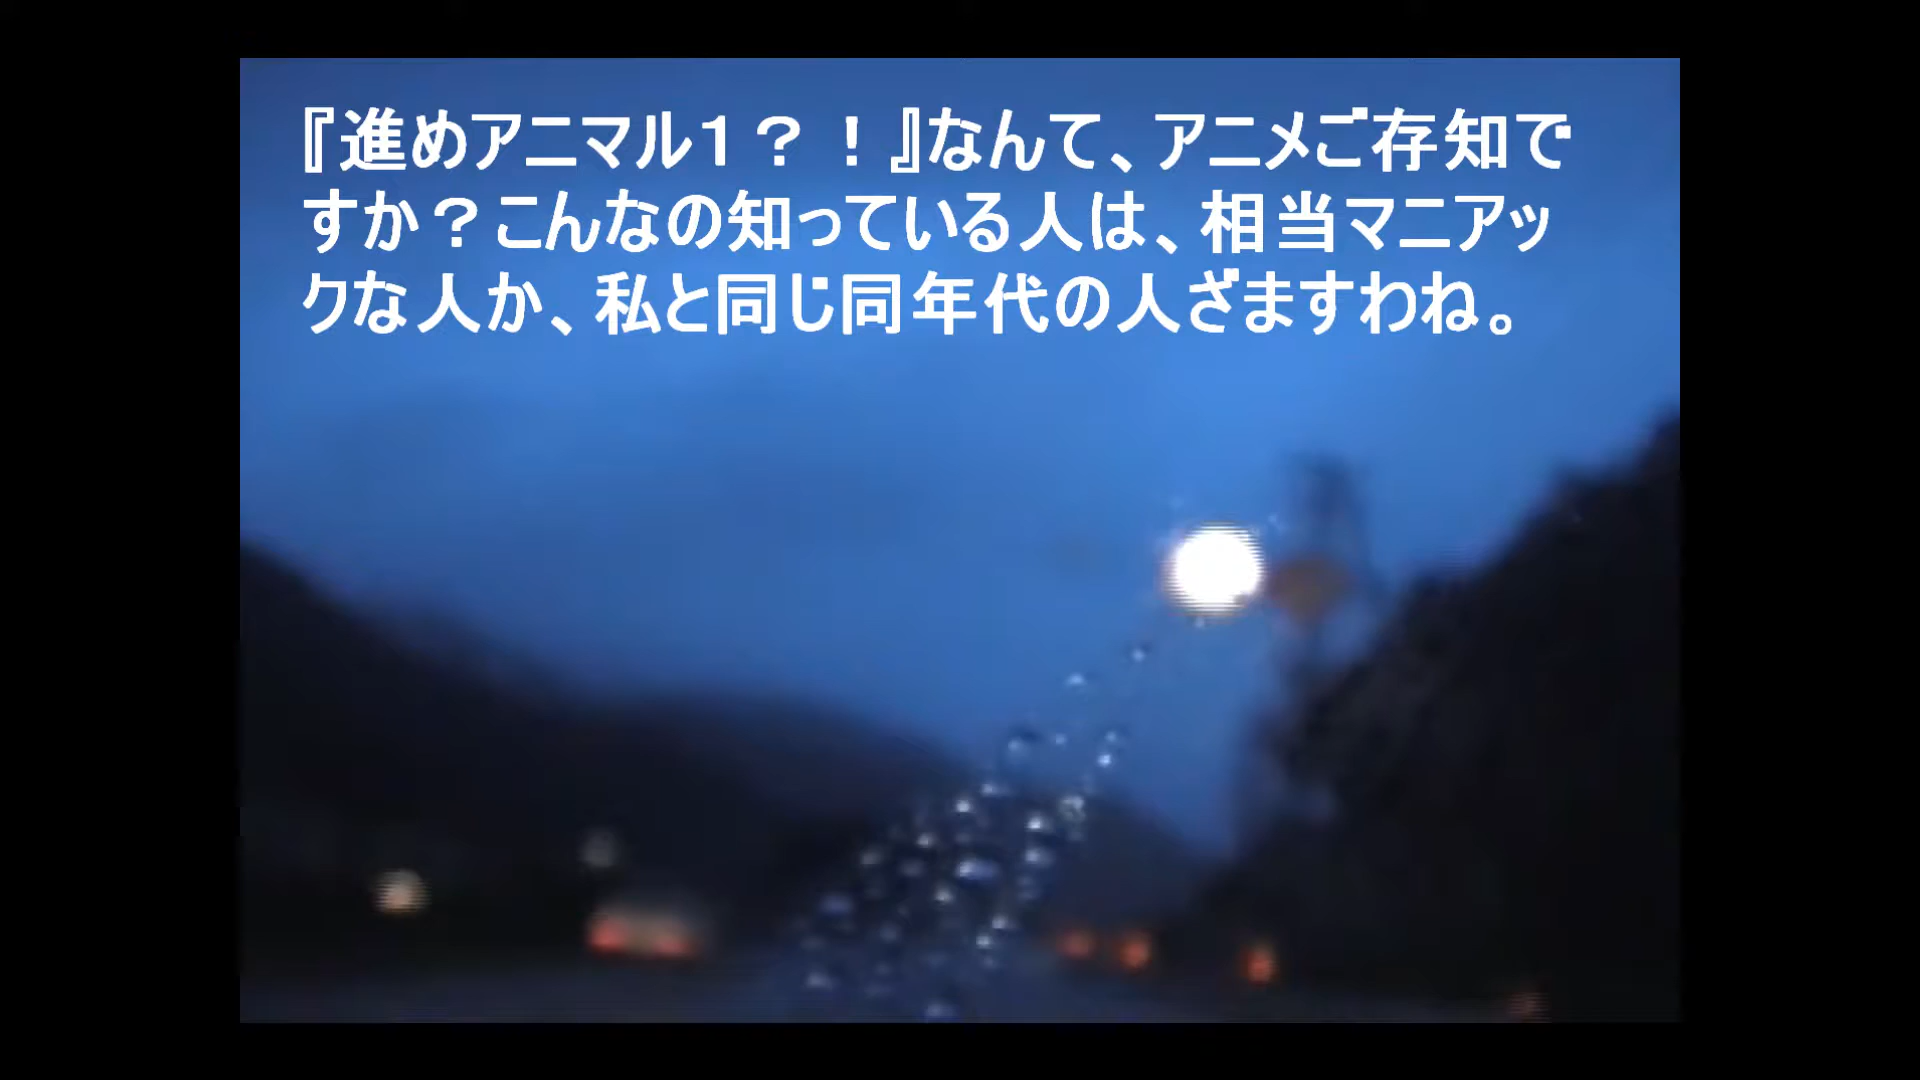 『進めアニマル１？！』なんて、アニメご存知で
すか？こんなの知っている人は、相当マニアッ
クな人か、私と同じ同年代の人ざますわね。